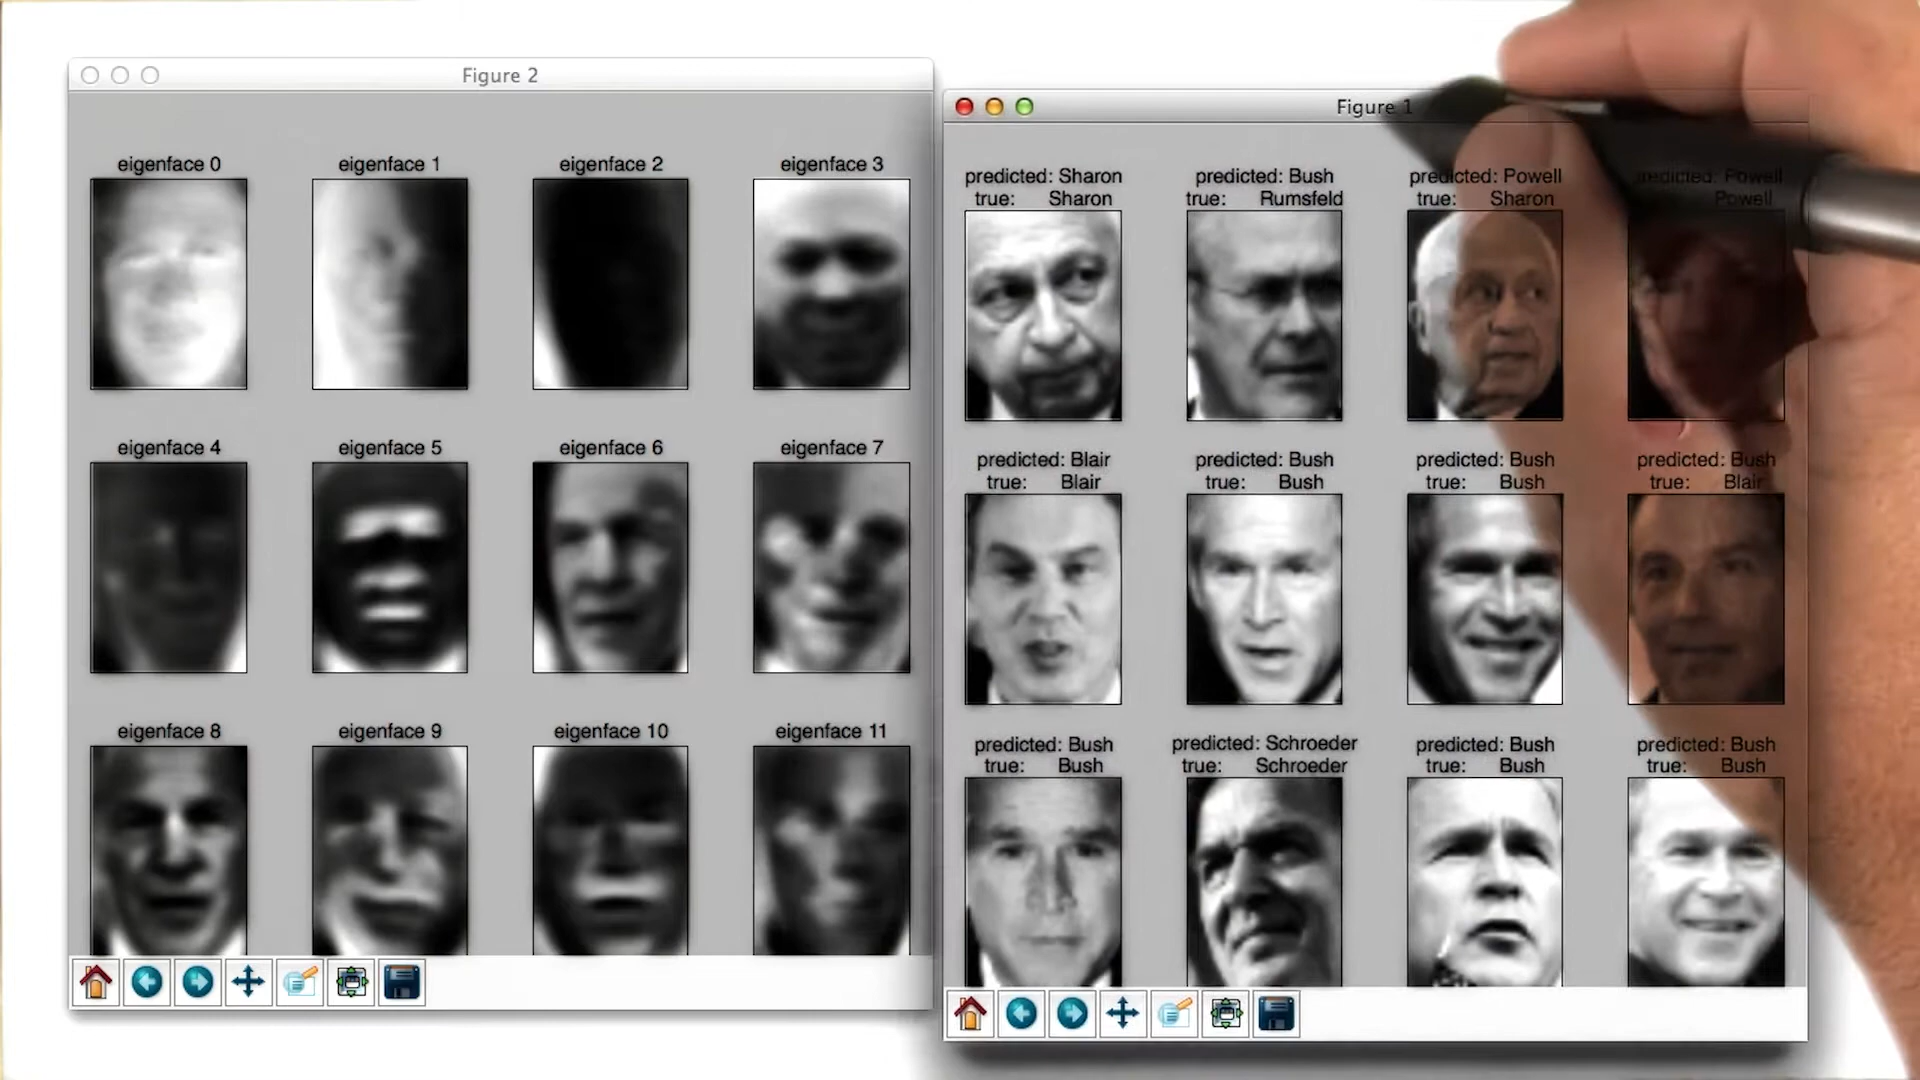 Figure 2
eigenface 0
eigenface 1
eigenface 2
eigenface 3
eigenface 4
eigenface 5
eigenface 6
eigenface 7
eigenface 8
eigenface 9
eigenface 10
eigenface 11
Figure 1
predicted: Sharon
true: Sharon
predicted: Bush
true: Rumsfeld
predicted: Powell
true: Sharon
predicted: Powell
Powell
predicted: Blair
true: Blair
predicted: Bush
true: Bush
predicted: Bush
true: Bush
predicted: Bush
true: Blair
predicted: Bush
true: Bush
predicted: Schroeder
true: Schroeder
predicted: Bush
true: Bush
predicted: Bush
true: Bush